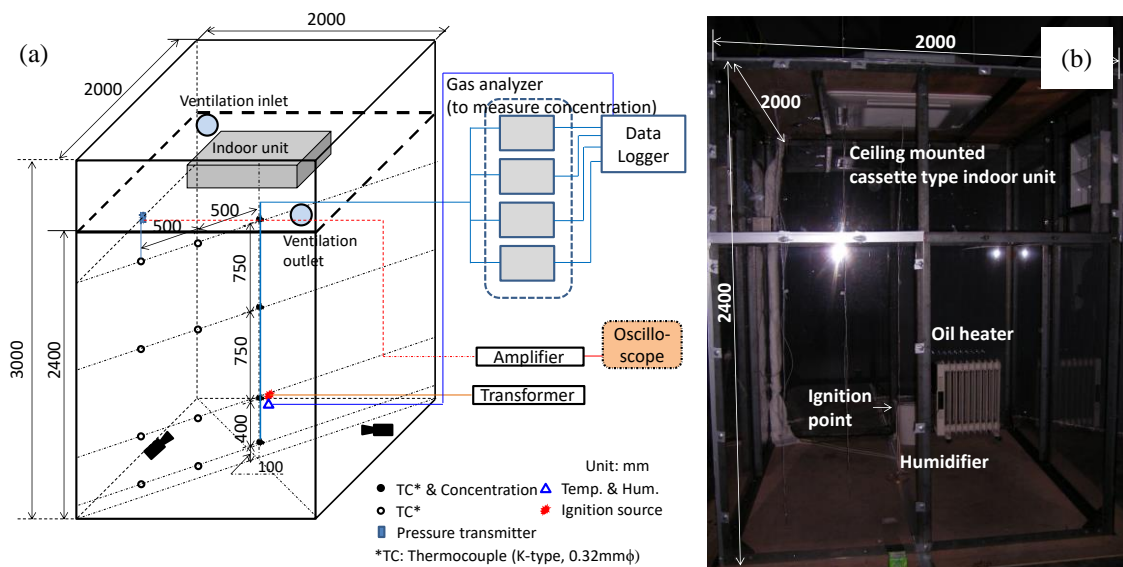 (a)
2000
2000
Ventilation inlet
Indoor unit
500
500
Ventilation
outlet
750
750
400
100
3000
2400
Gas analyzer
(to measure concentration)
Data
Logger
Amplifier
Oscillo-
scope
Transformer
Unit: mm
TC* & Concentration
Temp. & Hum.
TC*
Ignition source
Pressure transmitter
*TC: Thermocouple (K-type, 0.32mmϕ)
(b)
2000
2000
Ceiling mounted
cassette type indoor unit
2400
Oil heater
Ignition
point
Humidifier